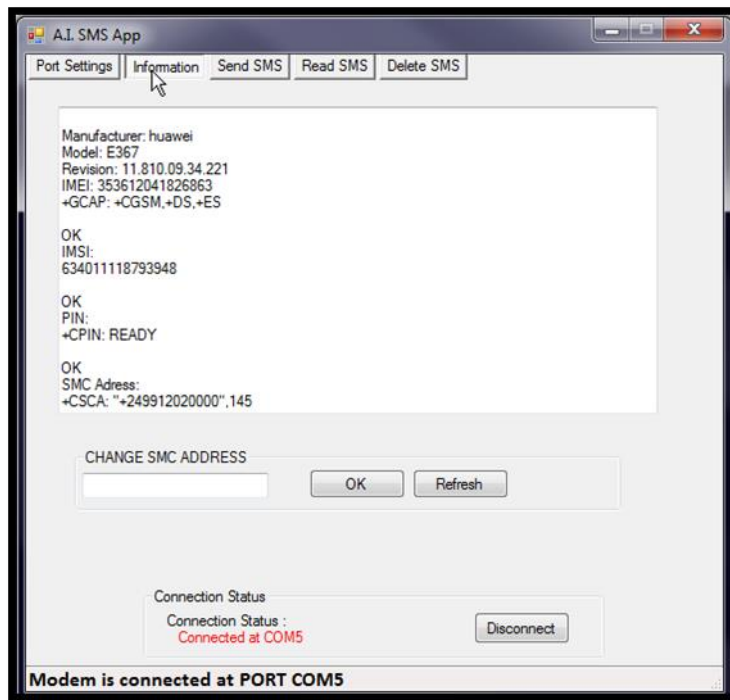 A.I. SMS App
Port Settings Information Send SMS Read SMS Delete SMS
Manufacturer: huawei
Model: E367
Revision: 11.810.09.34.221
IMEI: 353612041826863
+GCAP: +CGSM,+DS,+ES
OK
IMSI:
634011118793948
OK
PIN:
+CPIN: READY
OK
SMC Adress:
+CSCA: "+249912020000",145
CHANGE SMC ADDRESS
OK Refresh
Connection Status
Connection Status :
Connected at COM5
Disconnect
Modem is connected at PORT COM5